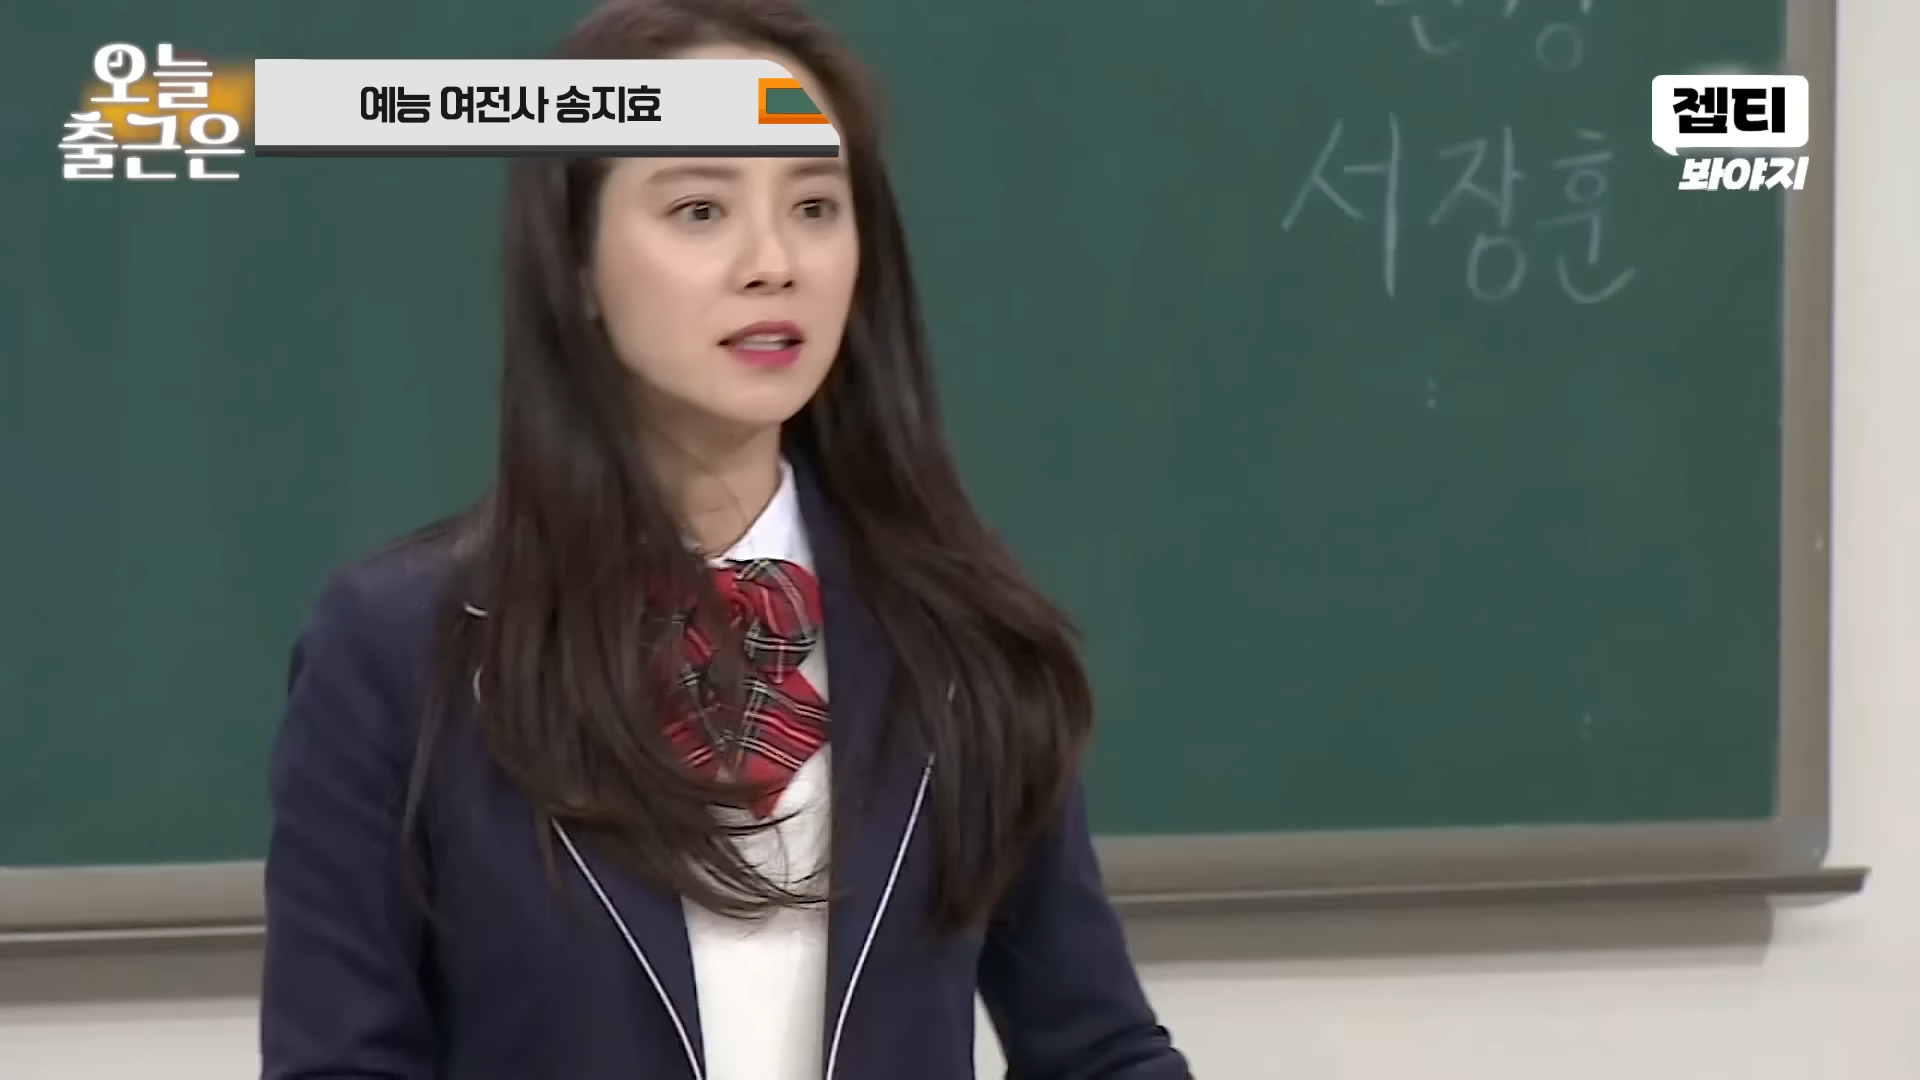 오늘
출근은
예능 여전사 송지효
젭티
봐야지
서장훈